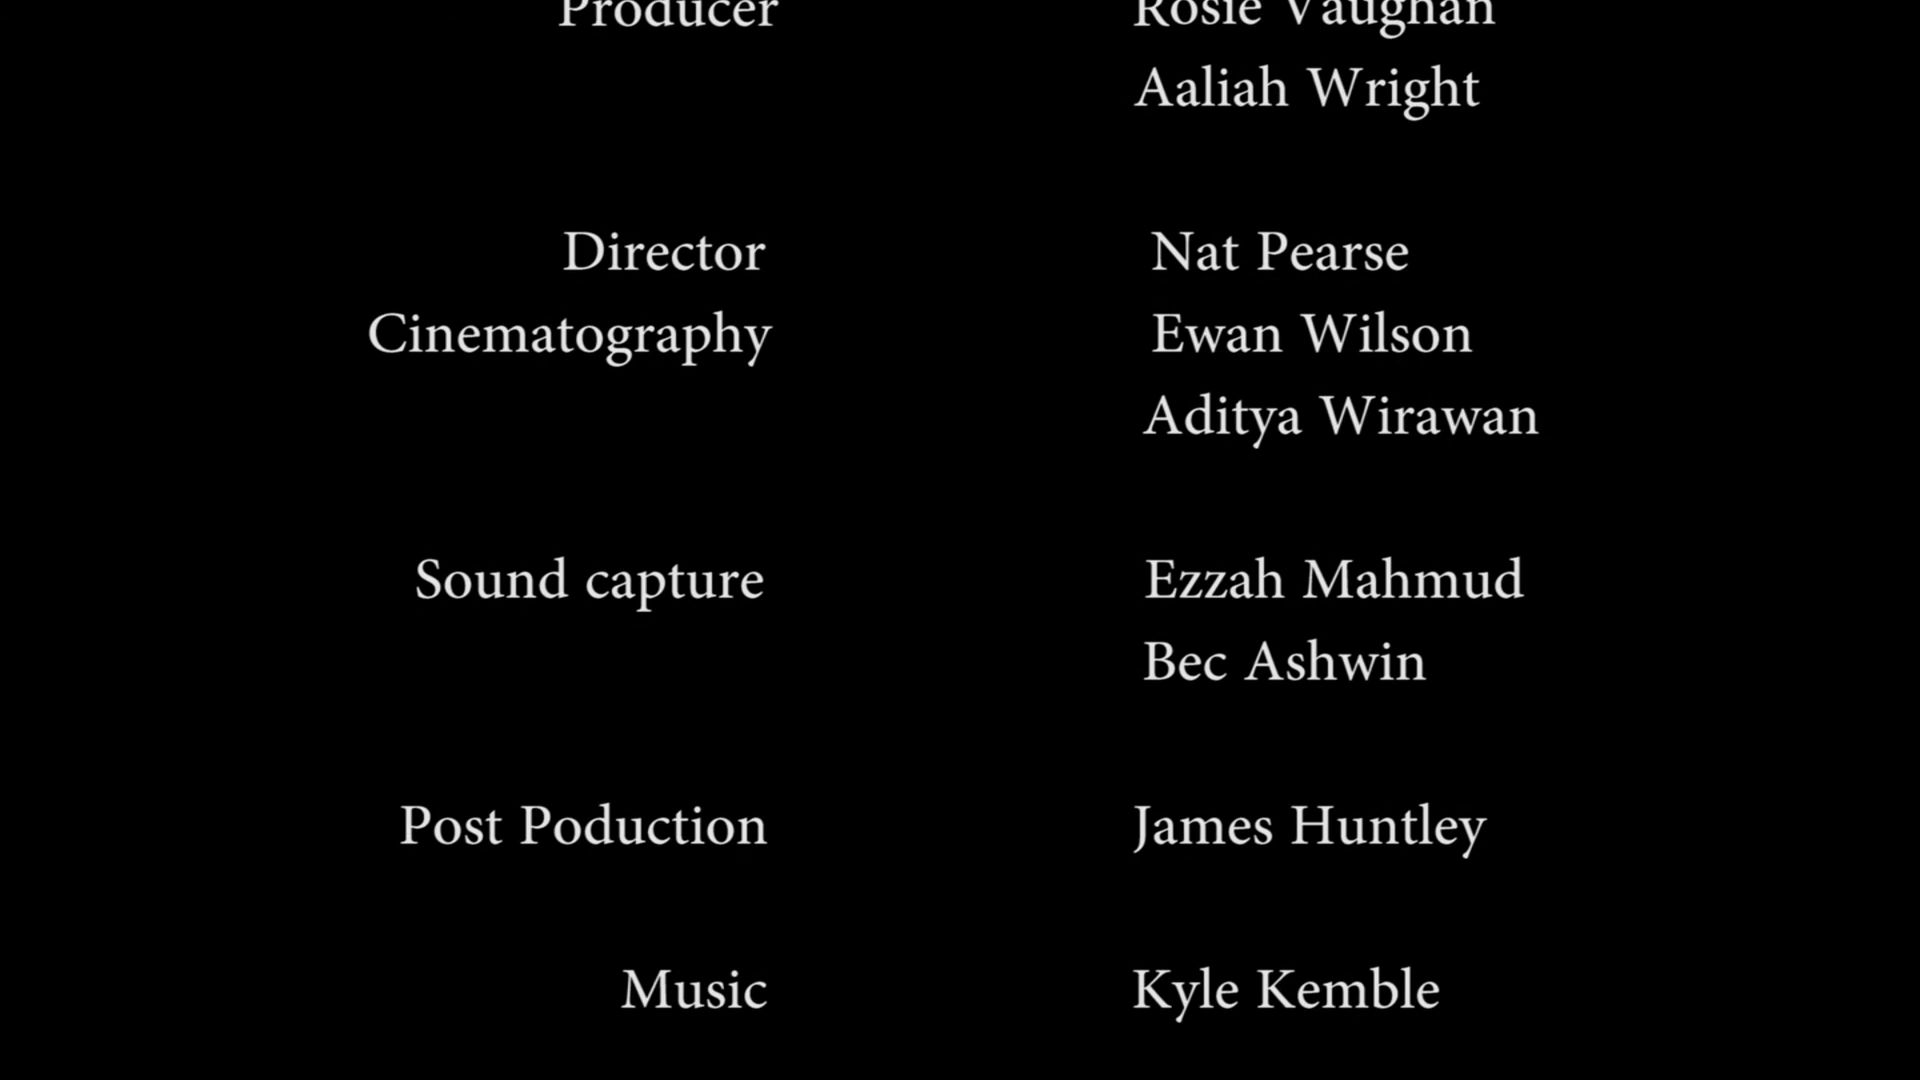 Producer Rosie Vaughan
Aaliah Wright
Director Nat Pearse
Cinematography Ewan Wilson
Aditya Wirawan
Sound capture Ezzah Mahmud
Bec Ashwin
Post Poduction James Huntley
Music Kyle Kemble